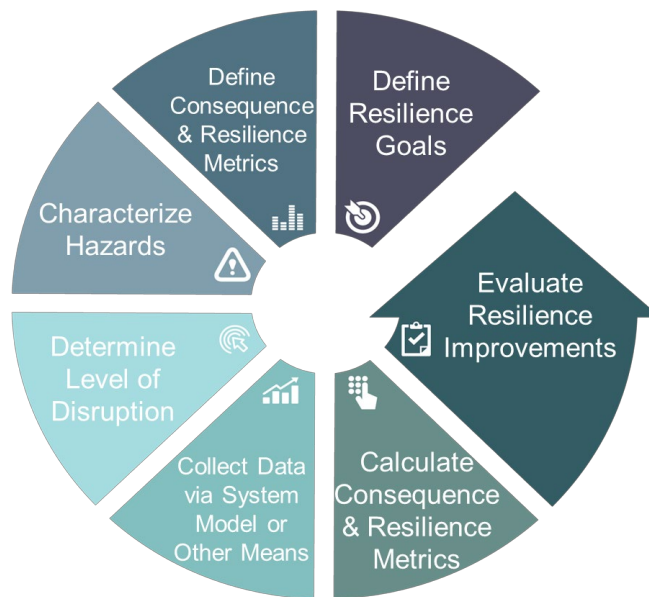 Define
Resilience
Goals
Define
Consequence
& Resilience
Metrics
Characterize
Hazards
Determine
Level of
Disruption
Collect Data
via System
Model or
Other Means
Calculate
Consequence
& Resilience
Metrics
Evaluate
Resilience
Improvements